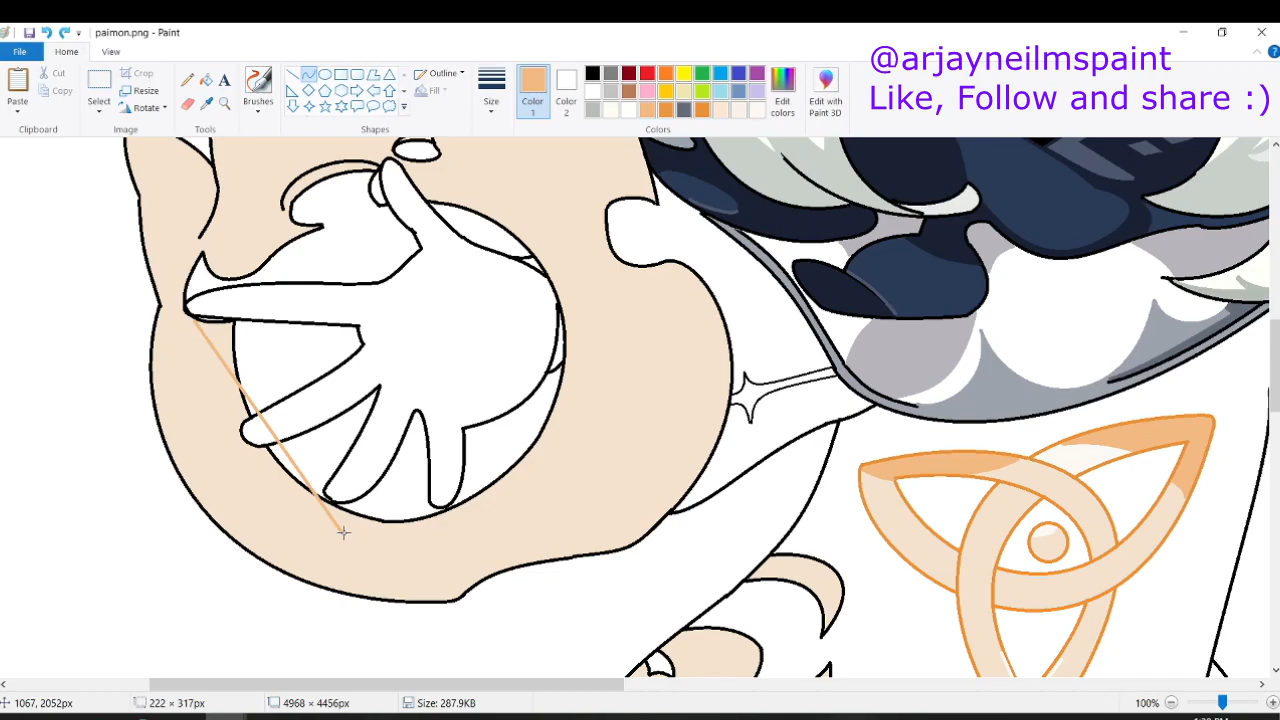 paimon.png - Paint
@arjayneilmspaint
Like, Follow and share :)
File
Home
View
Paste
Cut
Copy
Clipboard
Select
Crop
Resize
Rotate
Image
Tools
Brushes
Outline
Fill
Shapes
Size
Color
1
Color
2
Edit
colors
Edit with
Paint 3D
Colors
1067, 2052px
222 × 317px
4968 × 4456px
Size: 287.9KB
100%